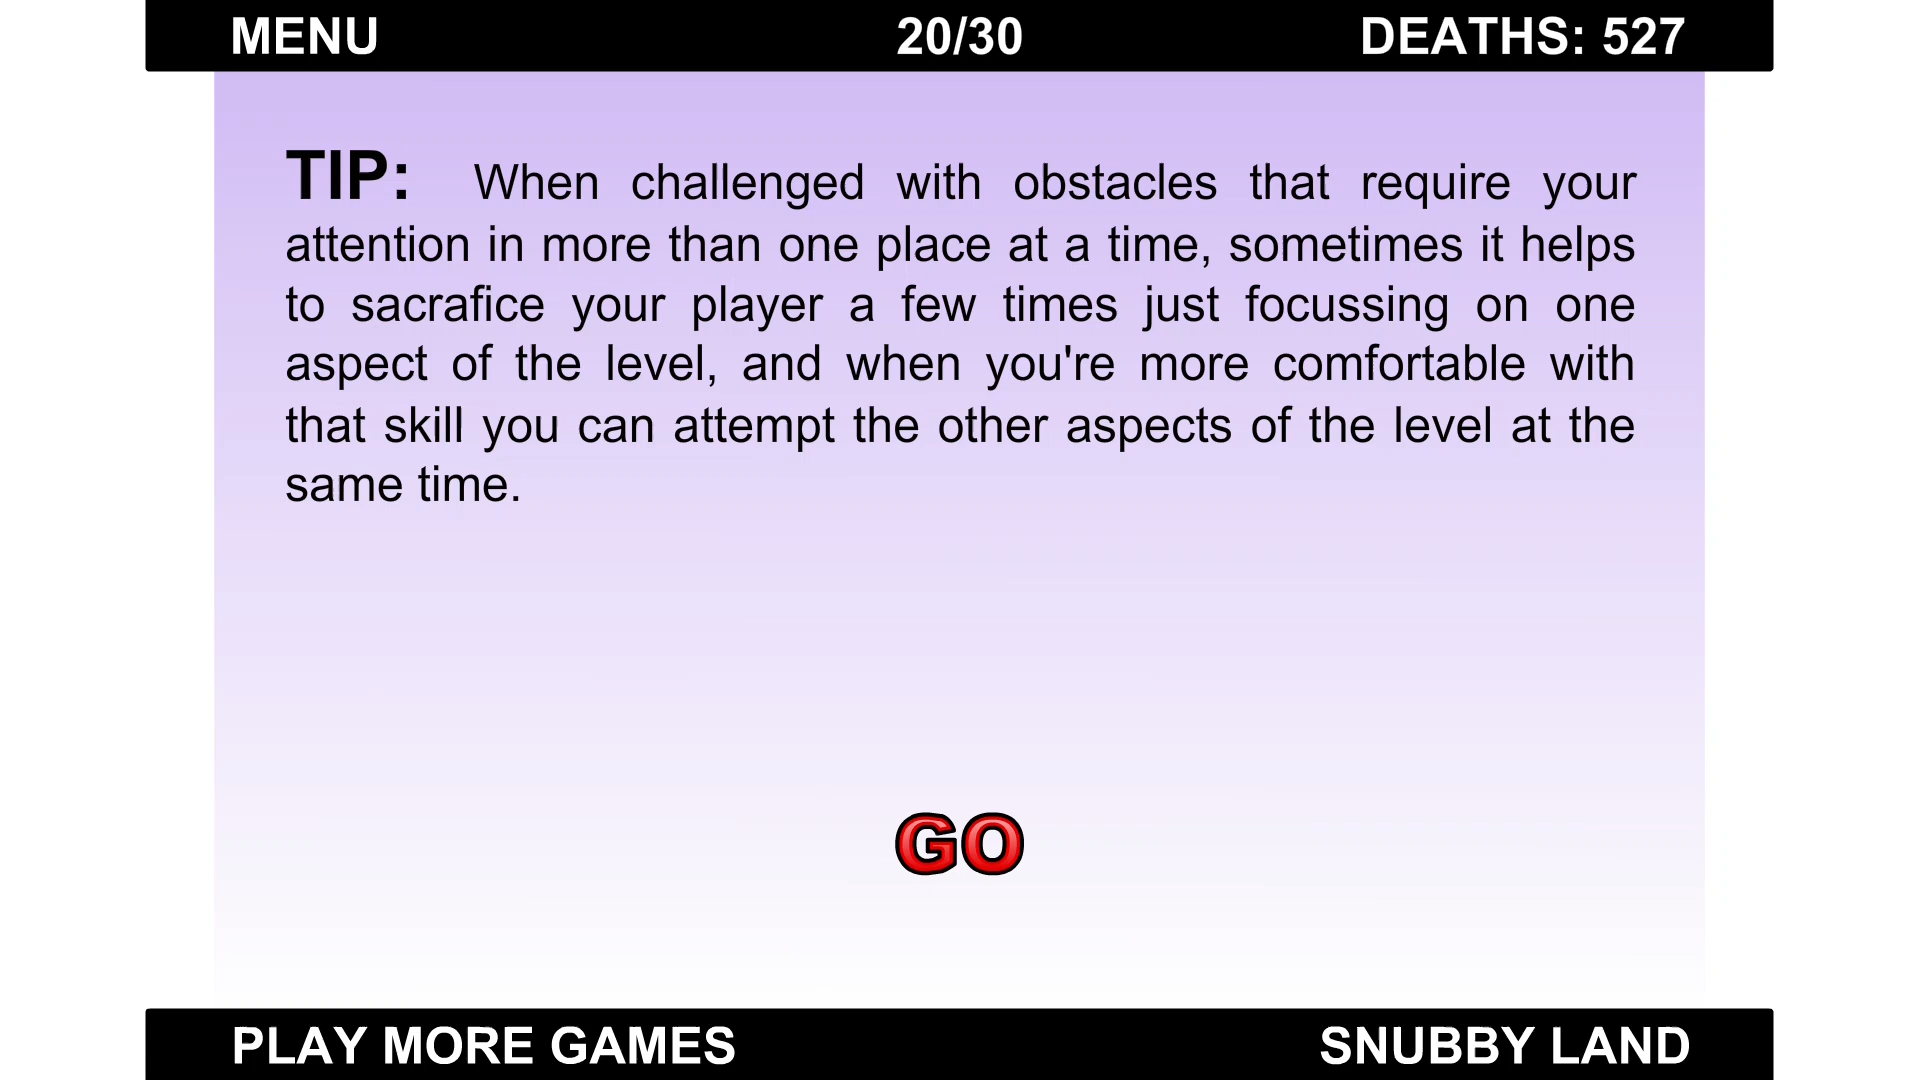 MENU 20/30 DEATHS: 527
TIP: When challenged with obstacles that require your
attention in more than one place at a time, sometimes it helps
to sacrafice your player a few times just focussing on one
aspect of the level, and when you're more comfortable with
that skill you can attempt the other aspects of the level at the
same time.
GO
PLAY MORE GAMES SNUBBY LAND